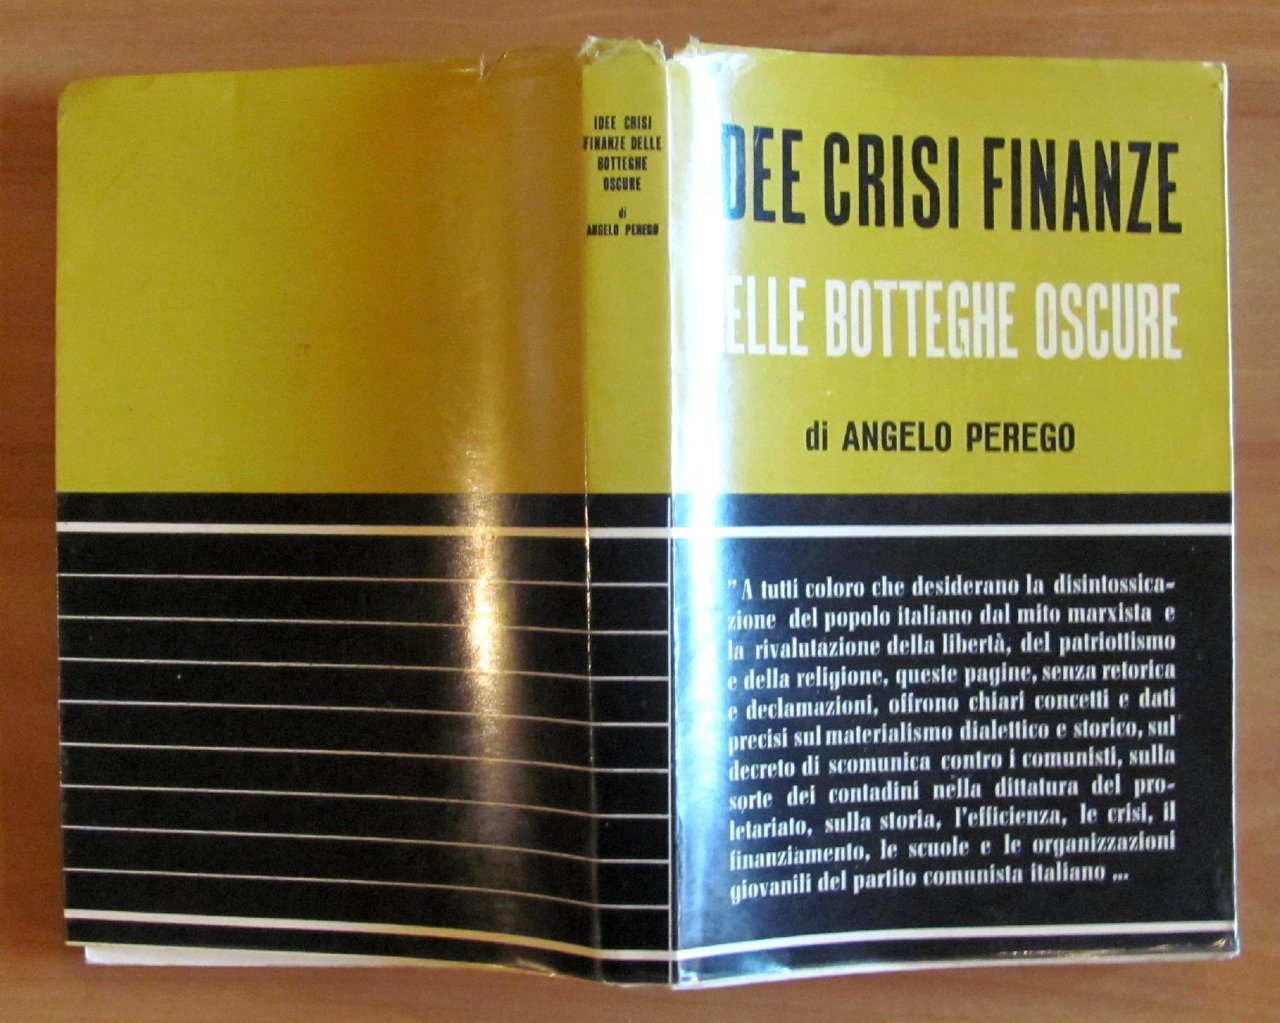 IDEE CRISI
FINANZE DELLE
BOTTEGHE
OSCURE
di
ANGELO PEREGO
IDEE CRISI FINANZE
DELLE BOTTEGHE OSCURE
di ANGELO PEREGO
" A tutti coloro che desiderano la disintossica-
zione del popolo italiano dal mito marxista e
la rivalutazione della libertà, del patriottismo
e della religione, queste pagine, senza retorica
e declamazioni, offrono chiari concetti e dati
precisi sul materialismo dialettico e storico, sul
decreto di scomunica contro i comunisti, sulla
sorte dei contadini nella dittatura del pro-
letariato, sulla storia, l'efficienza, le crisi, il
finanziamento, le scuole e le organizzazioni
giovanili del partito comunista italiano ...